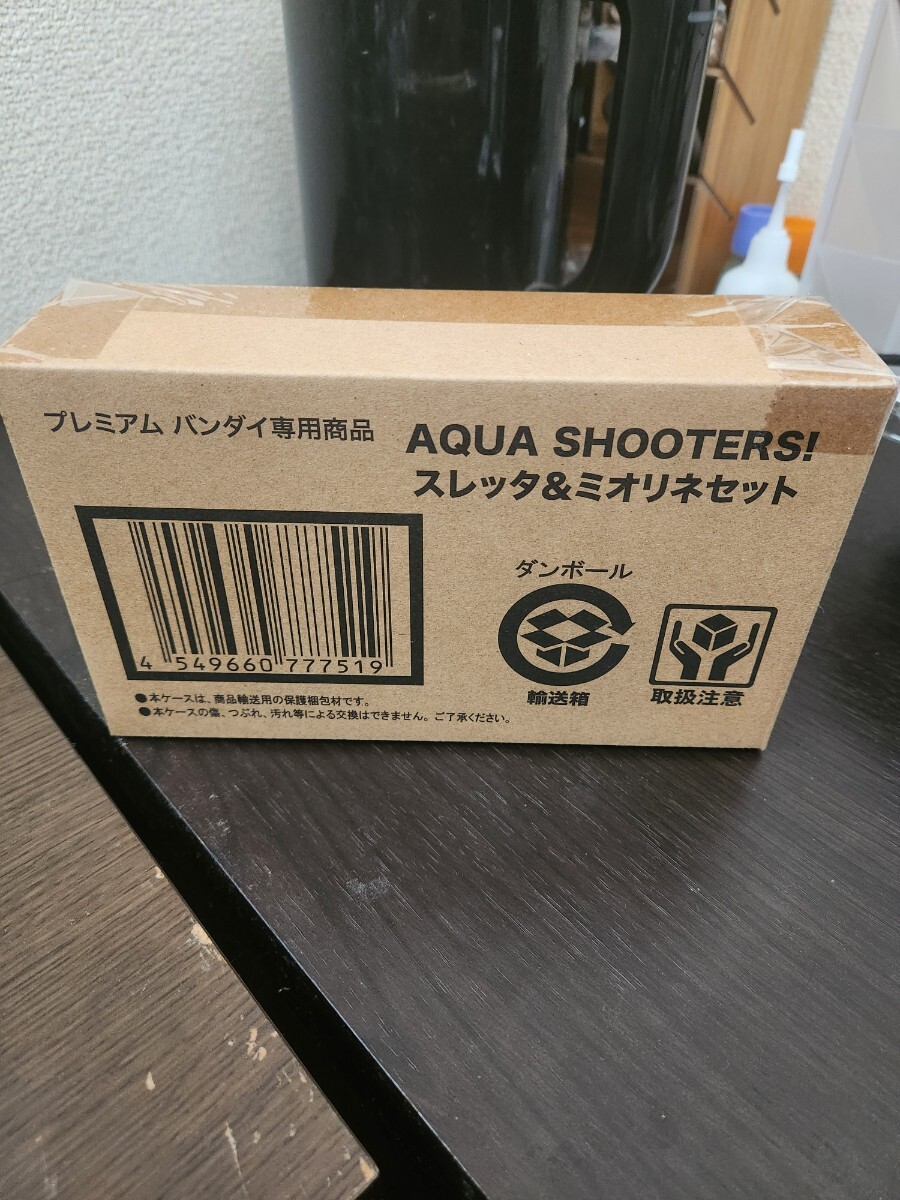 プレミアム バンダイ専用商品
AQUA SHOOTERS!
スレッタ&ミオリネセット
4 549660 777519
ダンボール
輸送箱
取扱注意
●本ケースは、商品輸送用の保護梱包材です。
●本ケースの傷、つぶれ、汚れ等による交換はできません。ご了承ください。